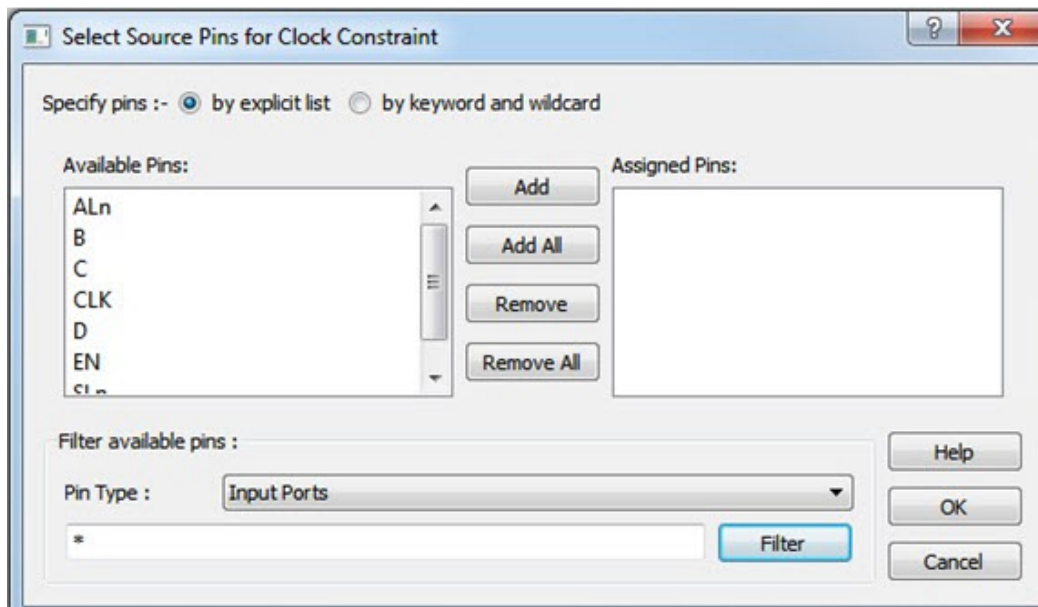 Select Source Pins for Clock Constraint
Specify pins :- by explicit list by keyword and wildcard
Available Pins:
ALn
B
C
CLK
D
EN
SLn
Add
Add All
Remove
Remove All
Assigned Pins:
Filter available pins :
Pin Type : Input Ports
*
Filter
Help
OK
Cancel